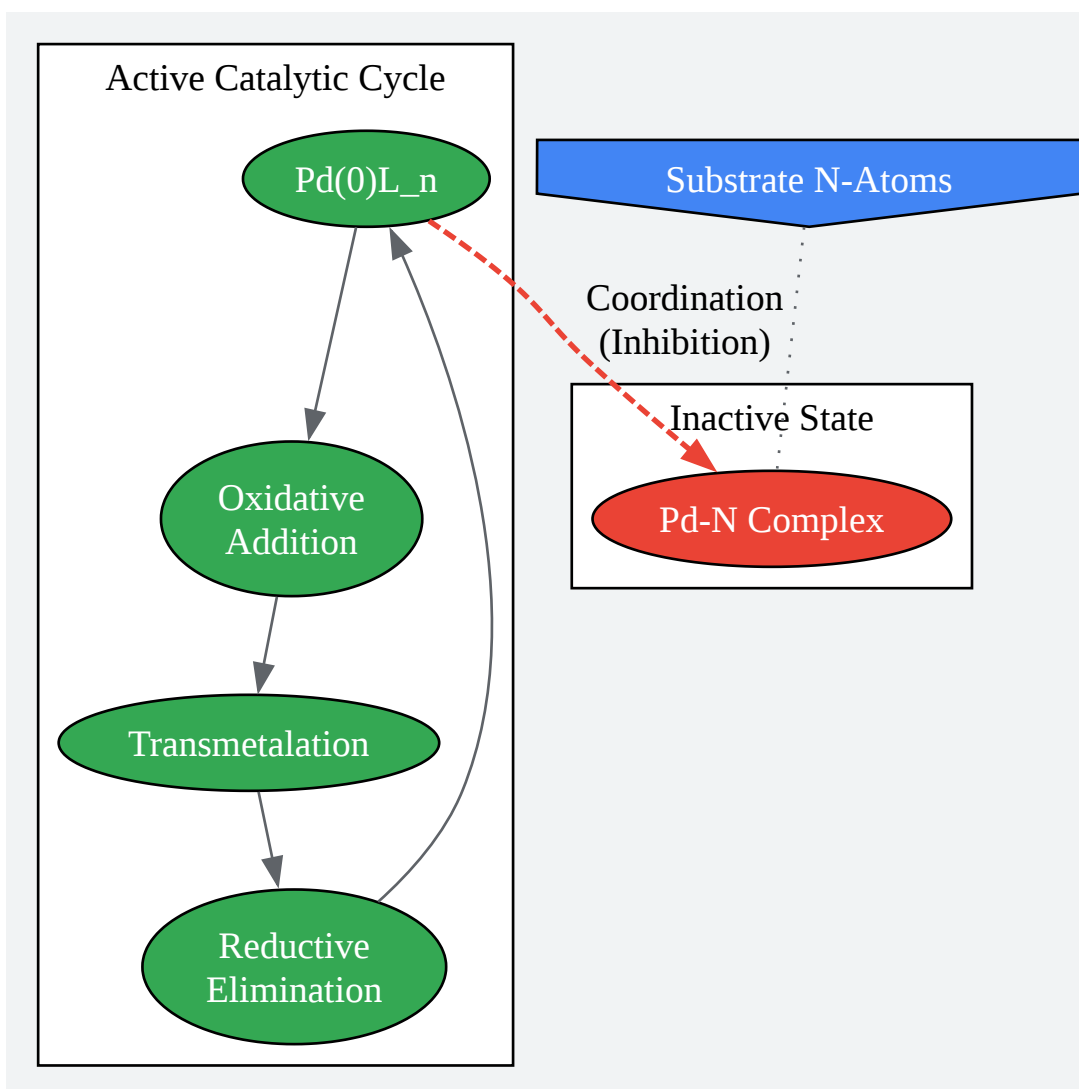 Active Catalytic Cycle
Pd(0)L_n
Substrate N-Atoms
Coordination
(Inhibition)
Inactive State
Oxidative
Addition
Pd-N Complex
Transmetalation
Reductive
Elimination